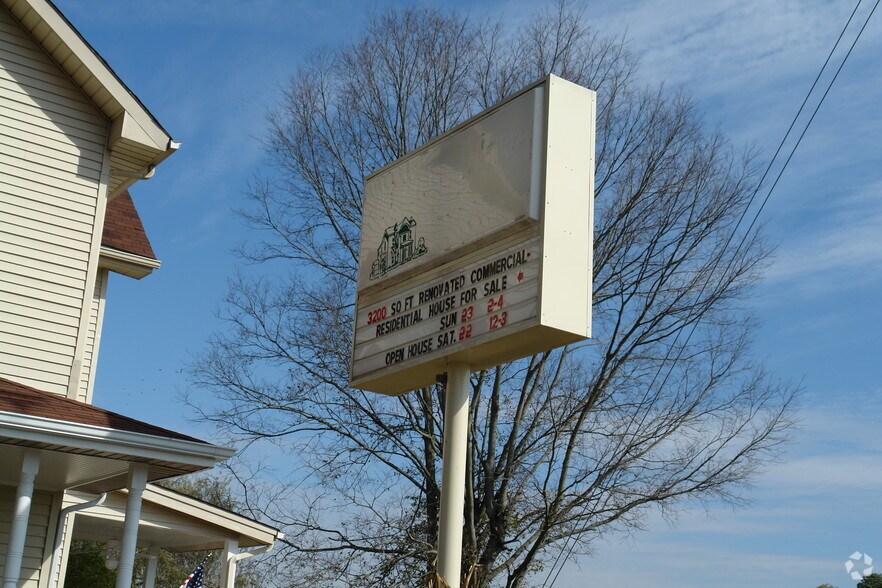 3200 SQ FT RENOVATED COMMERCIAL*
RESIDENTIAL HOUSE FOR SALE *
SUN 23 2-4
OPEN HOUSE SAT. 22 12-3